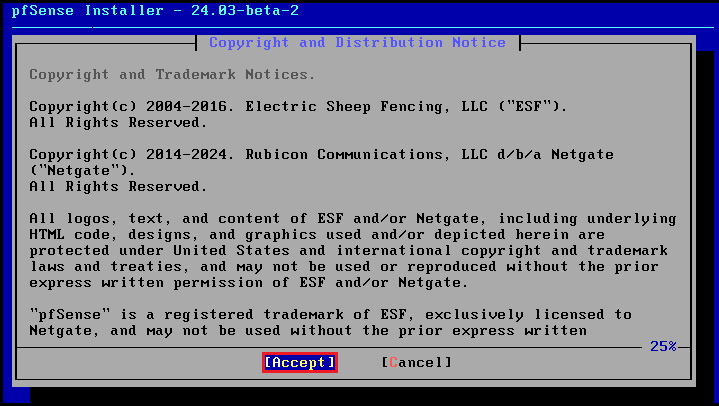 pfSense Installer - 24.03-beta-2
Copyright and Distribution Notice
Copyright and Trademark Notices.
Copyright(c) 2004-2016. Electric Sheep Fencing, LLC ("ESF").
All Rights Reserved.
Copyright(c) 2014-2024. Rubicon Communications, LLC d/b/a Netgate
("Netgate").
All Rights Reserved.
All logos, text, and content of ESF and/or Netgate, including underlying
HTML code, designs, and graphics used and/or depicted herein are
protected under United States and international copyright and trademark
laws and treaties, and may not be used or reproduced without the prior
express written permission of ESF and/or Netgate.
"pfSense" is a registered trademark of ESF, exclusively licensed to
Netgate, and may not be used without the prior express written
25%
[Accept] [Cancel]